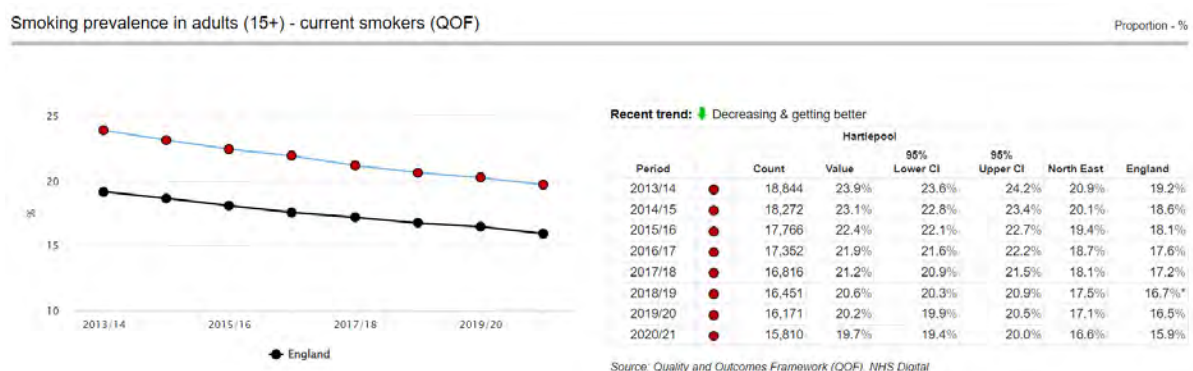 Smoking prevalence in adults (15+) - current smokers (QOF)
Proportion - %
25
20
15
10
%
2013/14 2015/16 2017/18 2019/20
England
Recent trend: Decreasing & getting better
Hartlepool
Period Count Value 95% Lower CI 95% Upper CI North East England
2013/14 18,844 23.9% 23.6% 24.2% 20.9% 19.2%
2014/15 18,272 23.1% 22.8% 23.4% 20.1% 18.6%
2015/16 17,766 22.4% 22.1% 22.7% 19.4% 18.1%
2016/17 17,352 21.9% 21.6% 22.2% 18.7% 17.6%
2017/18 16,816 21.2% 20.9% 21.5% 18.1% 17.2%
2018/19 16,451 20.6% 20.3% 20.9% 17.5% 16.7%*
2019/20 16,171 20.2% 19.9% 20.5% 17.1% 16.5%
2020/21 15,810 19.7% 19.4% 20.0% 16.6% 15.9%
Source: Quality and Outcomes Framework (QOF), NHS Digital